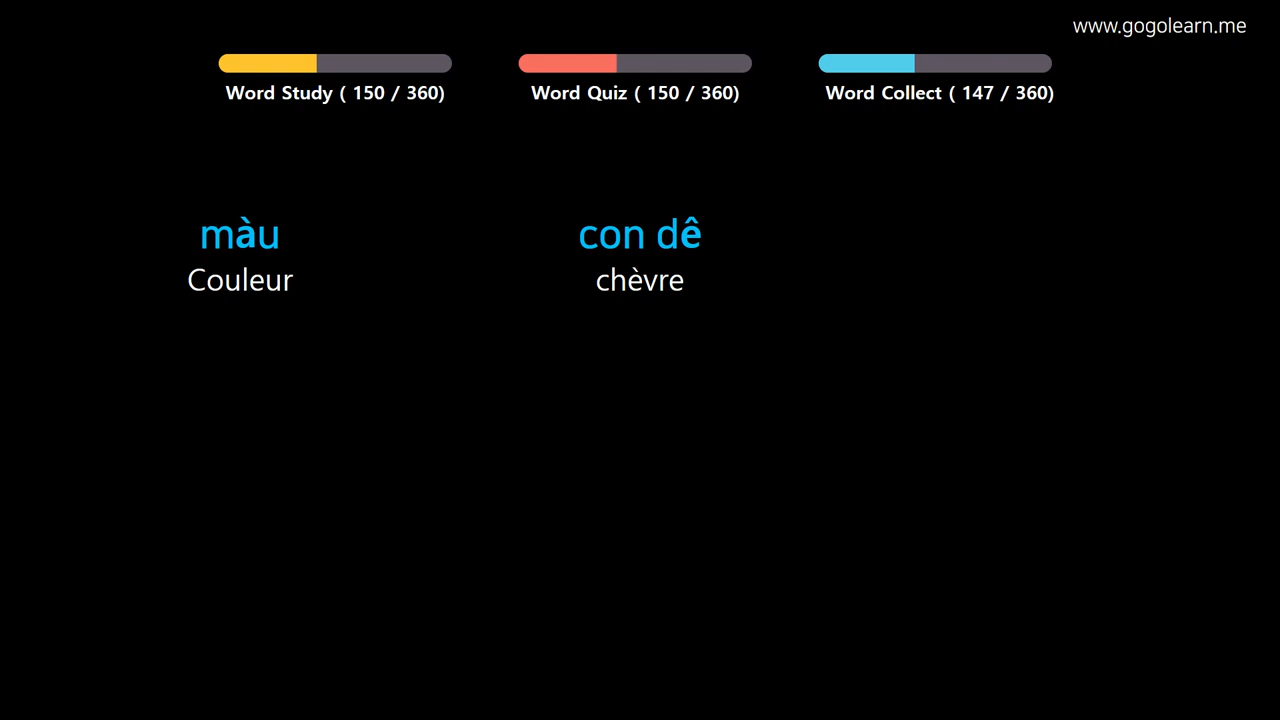 www.gogolearn.me
Word Study ( 150 / 360)
Word Quiz ( 150 / 360)
Word Collect ( 147 / 360)
màu
Couleur
con dê
chèvre